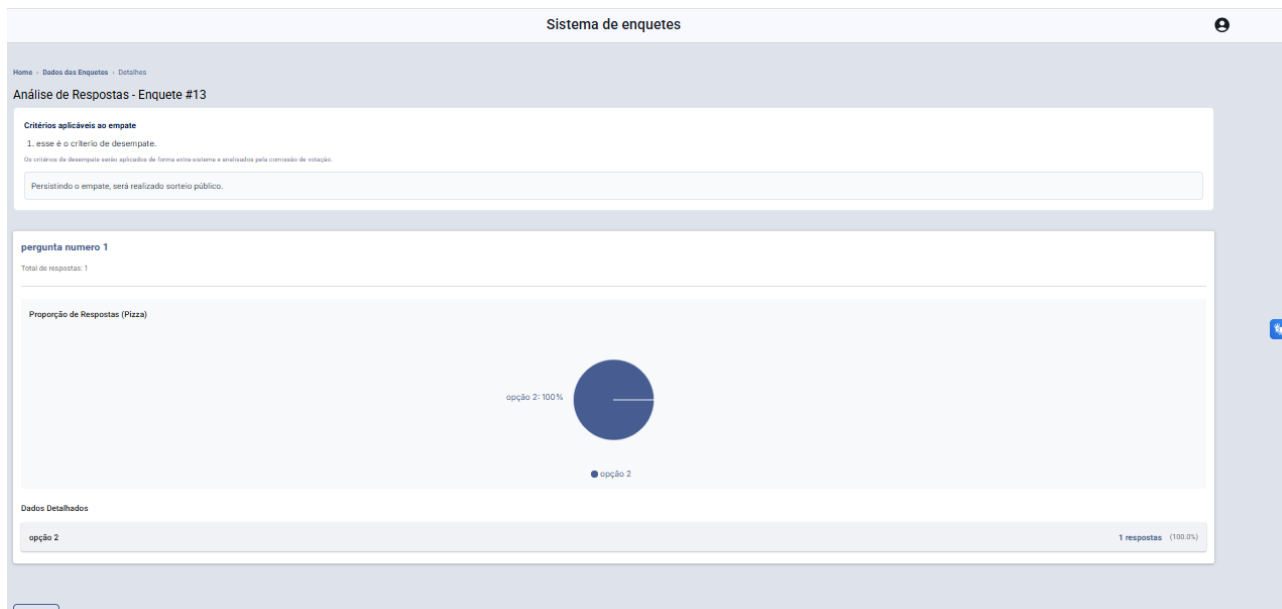 Sistema de enquetes
Home › Dados das Enquetes › Detalhes
Análise de Respostas - Enquete #13
Critérios aplicáveis ao empate
1. esse é o criterio de desempate.
Os critérios de desempate serão aplicados de forma extra sistema e analisados pela comissão de votação.
Persistindo o empate, será realizado sorteio público.
pergunta numero 1
Total de respostas: 1
Proporção de Respostas (Pizza)
opção 2: 100%
opção 2
Dados Detalhados
opção 2 1 respostas (100.0%)